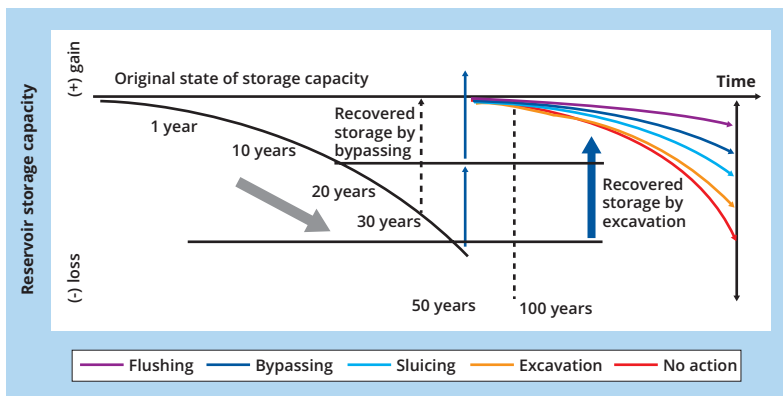 Reservoir storage capacity
(+) gain
(-) loss
Original state of storage capacity
Time
1 year
10 years
20 years
30 years
Recovered
storage by
bypassing
Recovered
storage by
excavation
50 years
100 years
Flushing
Bypassing
Sluicing
Excavation
No action